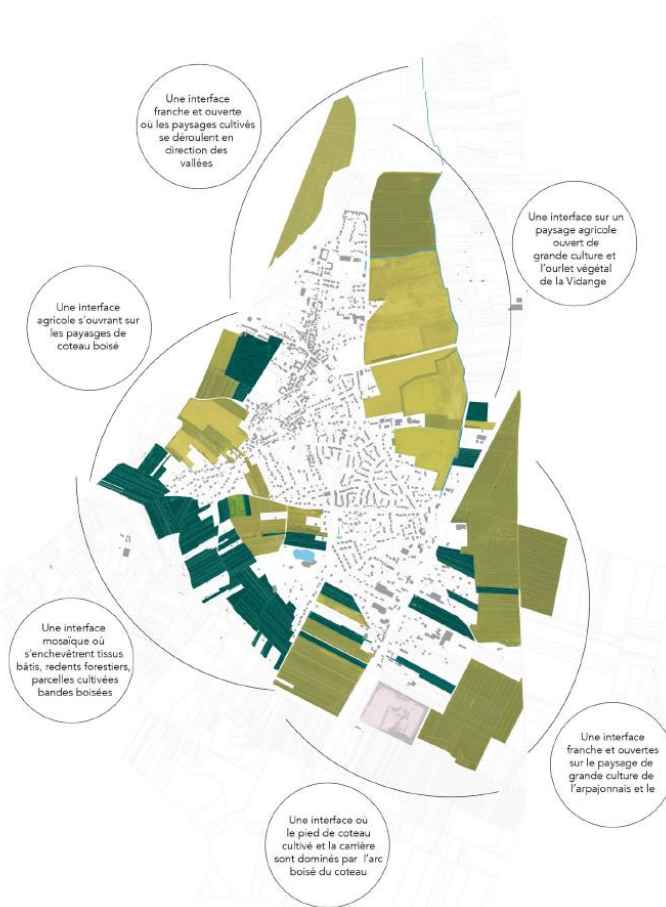 Une interface
franche et ouverte
où les paysages cultivés
se déroulent en
direction des
vallées
Une interface sur un
paysage agricole
ouvert de
grande culture et
l'ourlet végétal
de la Vidange
Une interface
agricole s'ouvrant sur
les payasges de
coteau boisé
Une interface
mosaïque où
s'enchevêtrent tissus
bâtis, redents forestiers,
parcelles cultivées
bandes boisées
Une interface
franche et ouvertes
sur le paysage de
grande culture de
l'arpajonnais et le
Une interface où
le pied de coteau
cultivé et la carrière
sont dominés par l'arc
boisé du coteau